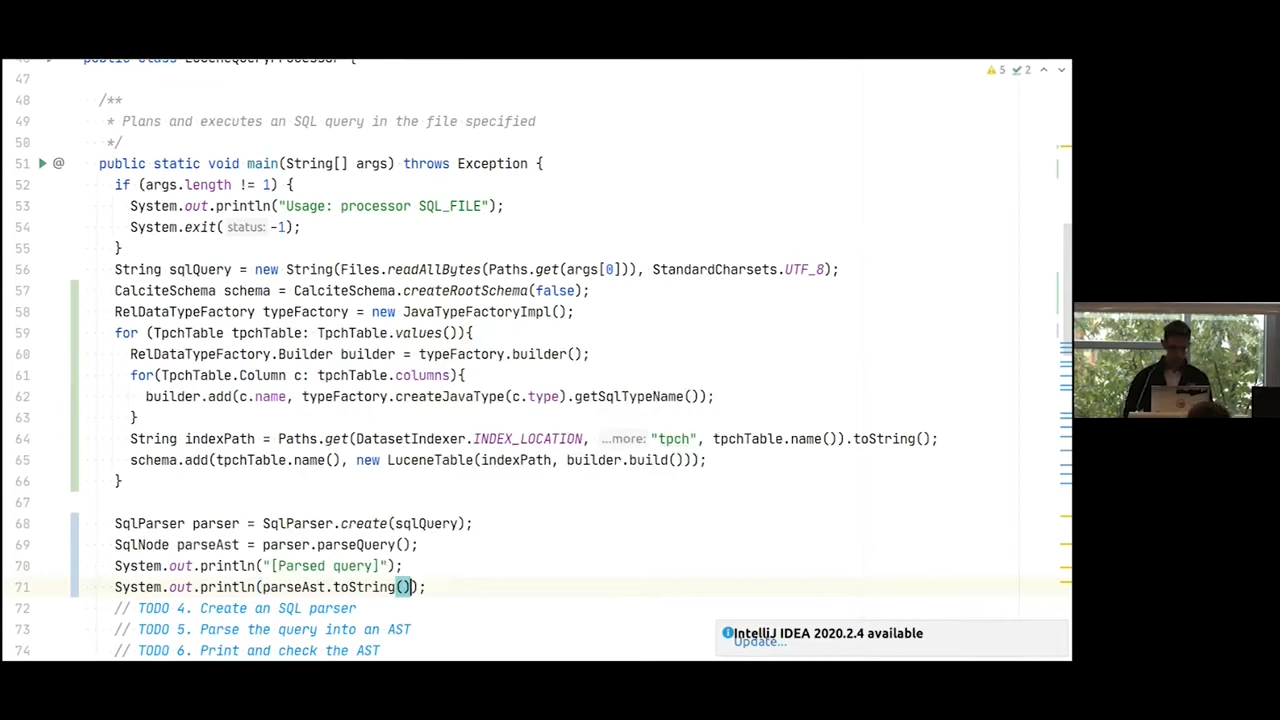 46 public class LuceneQueryProcessor {
47
48 /**
49 * Plans and executes an SQL query in the file specified
50 */
51 @ public static void main(String[] args) throws Exception {
52 if (args.length != 1) {
53 System.out.println("Usage: processor SQL_FILE");
54 System.exit( status: -1);
55 }
56 String sqlQuery = new String(Files.readAllBytes(Paths.get(args[0])), StandardCharsets.UTF_8);
57 CalciteSchema schema = CalciteSchema.createRootSchema(false);
58 RelDataTypeFactory typeFactory = new JavaTypeFactoryImpl();
59 for (TpchTable tpchTable: TpchTable.values()){
60 RelDataTypeFactory.Builder builder = typeFactory.builder();
61 for(TpchTable.Column c: tpchTable.columns){
62 builder.add(c.name, typeFactory.createJavaType(c.type).getSqlTypeName());
63 }
64 String indexPath = Paths.get(DatasetIndexer.INDEX_LOCATION, ...more: "tpch", tpchTable.name()).toString();
65 schema.add(tpchTable.name(), new LuceneTable(indexPath, builder.build()));
66 }
67
68 SqlParser parser = SqlParser.create(sqlQuery);
69 SqlNode parseAst = parser.parseQuery();
70 System.out.println("[Parsed query]");
71 System.out.println(parseAst.toString());
72 // TODO 4. Create an SQL parser
73 // TODO 5. Parse the query into an AST
74 // TODO 6. Print and check the AST
5 2
IntelliJ IDEA 2020.2.4 available
Update...